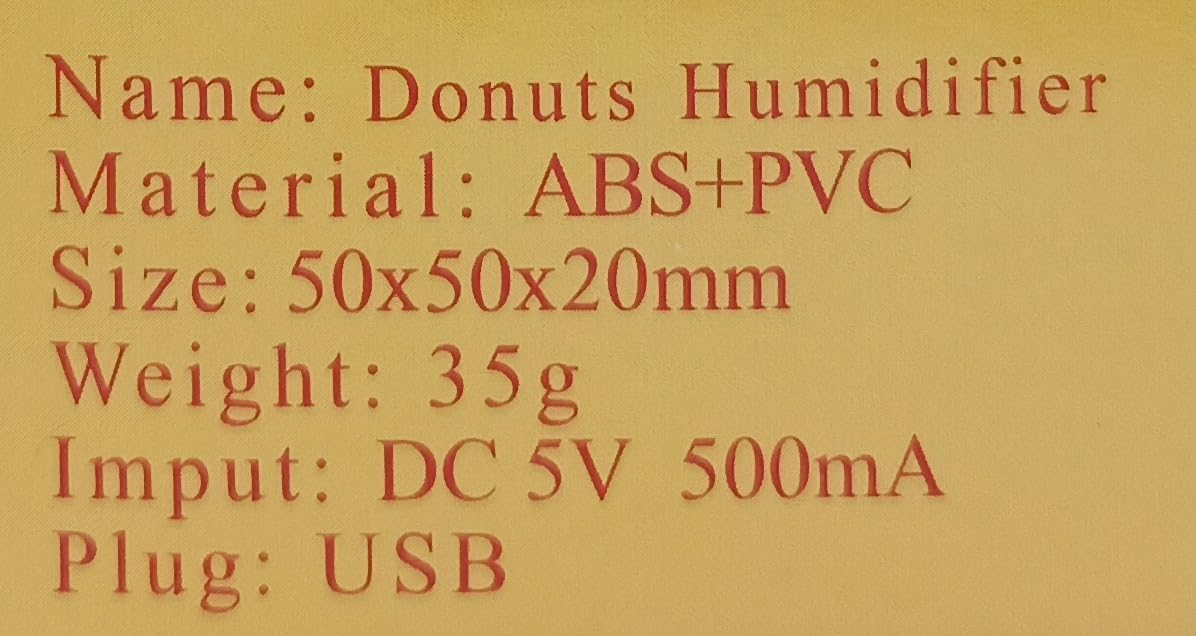 Name: Donuts Humidifier
Material: ABS+PVC
Size: 50x50x20mm
Weight: 35g
Imput: DC 5V 500mA
Plug: USB